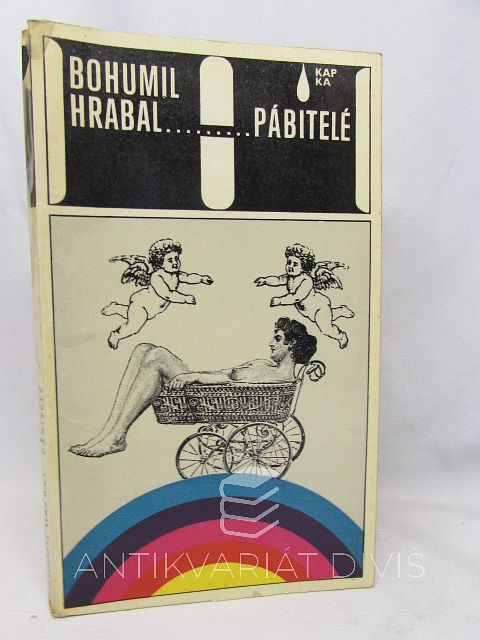 BOHUMIL
HRABAL..........PÁBITELÉ
KAP
KA
ANTIKVARIÁT DIVIŠ